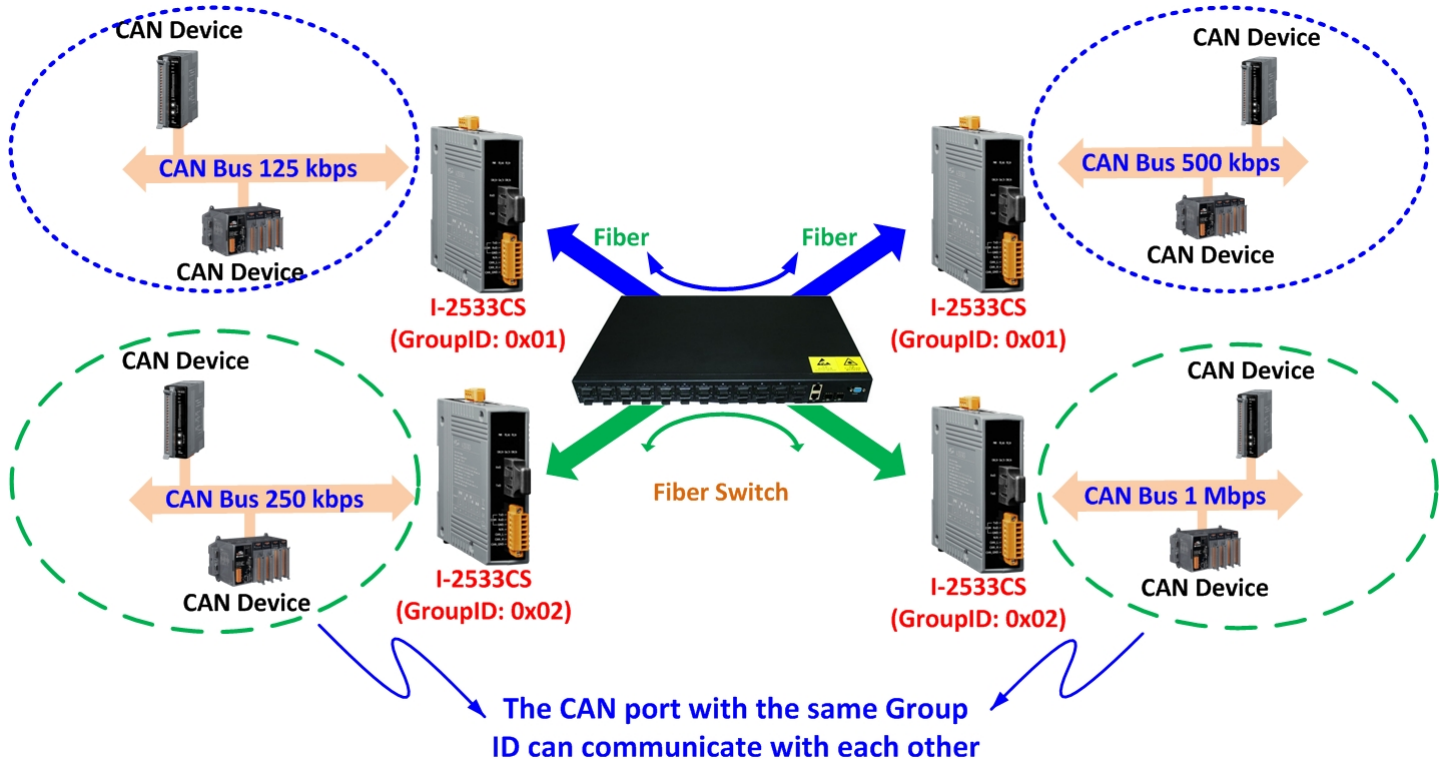 CAN Device
CAN Device
CAN Bus 125 kbps
CAN Bus 500 kbps
Fiber
Fiber
CAN Device
CAN Device
I-2533CS
(GroupID: 0x01)
I-2533CS
(GroupID: 0x01)
CAN Device
CAN Device
CAN Bus 250 kbps
Fiber Switch
CAN Bus 1 Mbps
I-2533CS
(GroupID: 0x02)
I-2533CS
(GroupID: 0x02)
CAN Device
CAN Device
The CAN port with the same Group
ID can communicate with each other